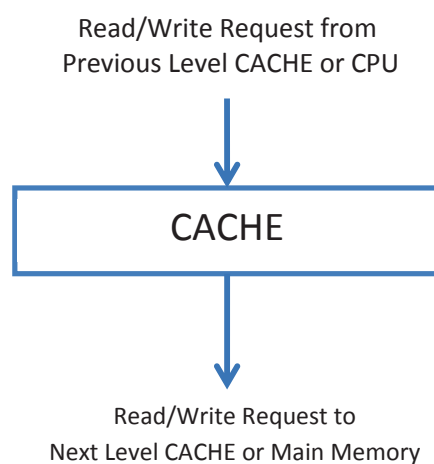 Read/Write Request from
Previous Level CACHE or CPU
CACHE
Read/Write Request to
Next Level CACHE or Main Memory